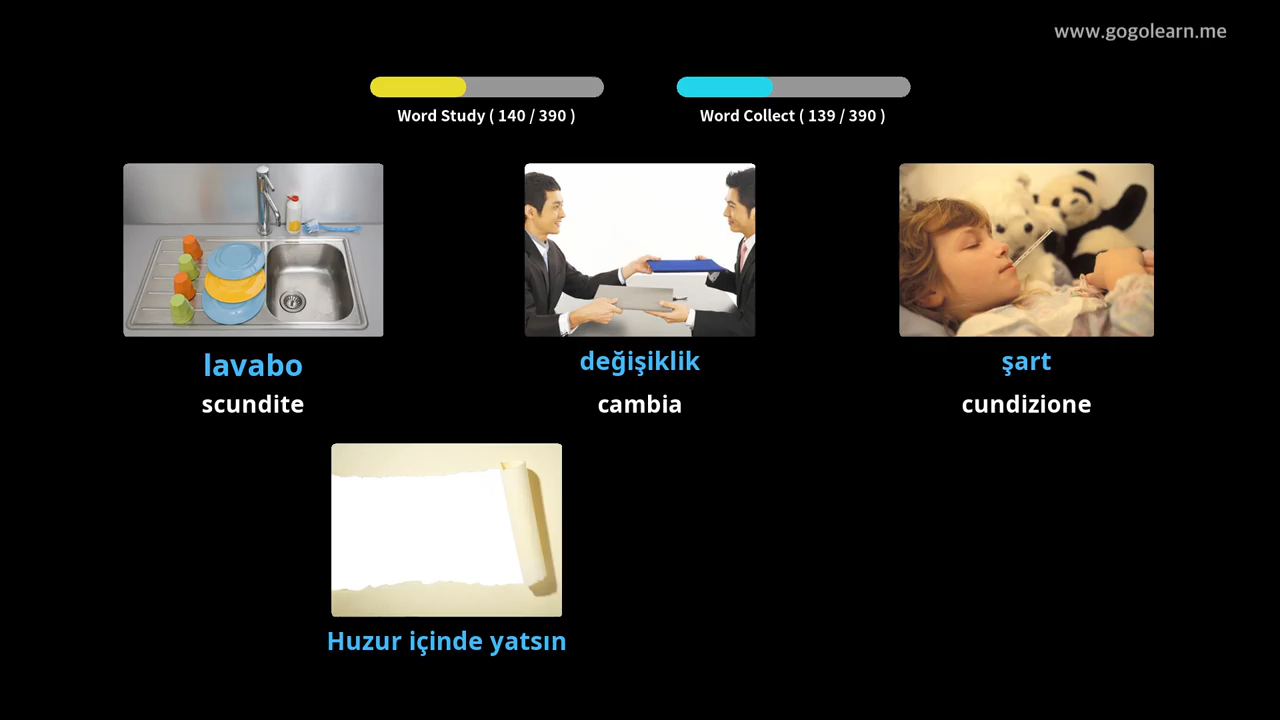 www.gogolearn.me
Word Study ( 140 / 390 )
Word Collect ( 139 / 390 )
lavabo
scundite
değişiklik
cambia
şart
cundizione
Huzur içinde yatsın